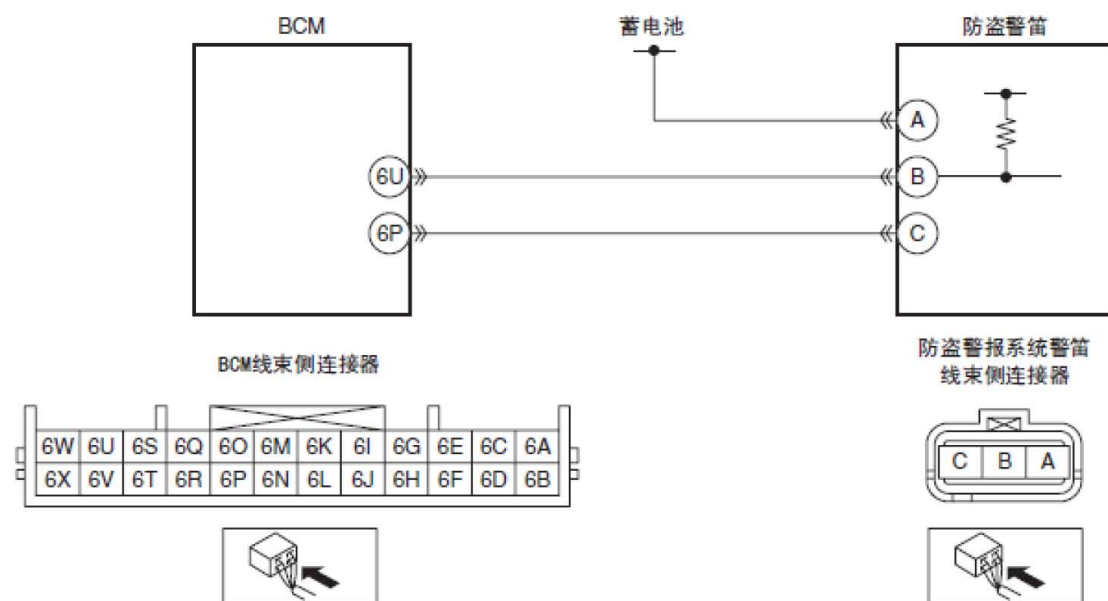 BCM 蓄电池 防盗警笛
A
6U B
6P C
BCM线束侧连接器
防盗警报系统警笛
线束侧连接器
6W 6U 6S 6Q 6O 6M 6K 6I 6G 6E 6C 6A
6X 6V 6T 6R 6P 6N 6L 6J 6H 6F 6D 6B
C B A